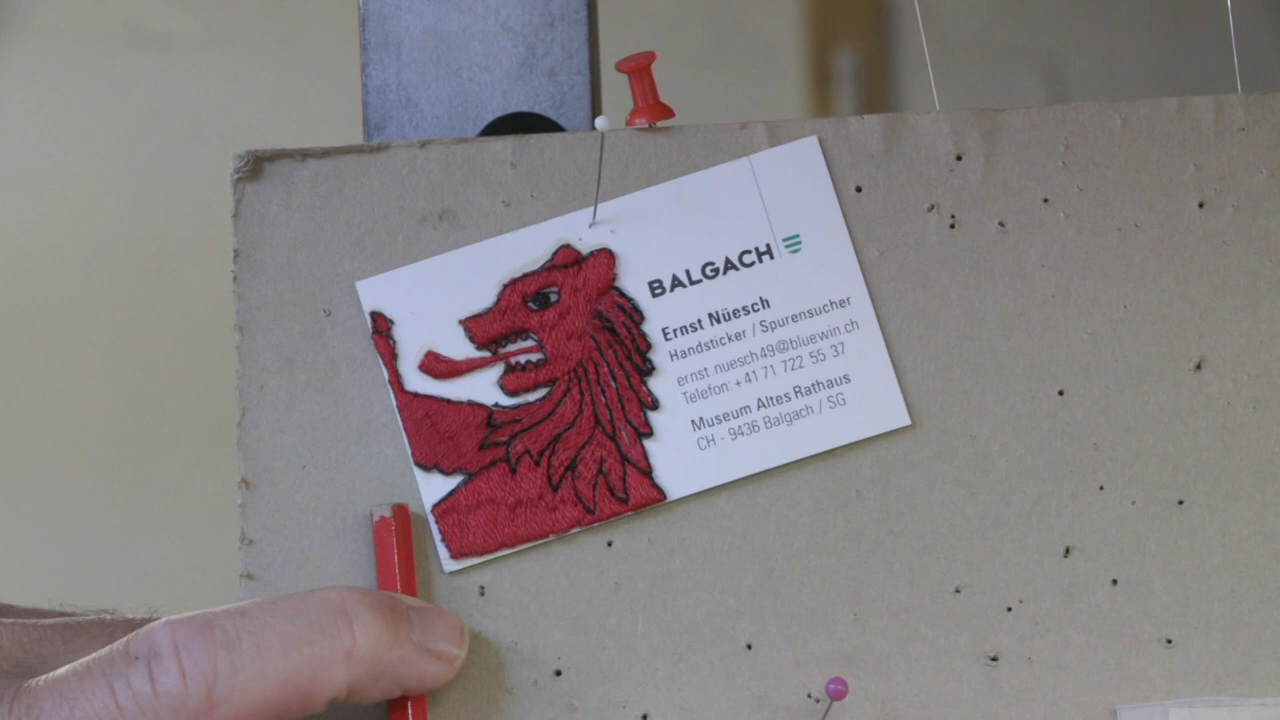 BALGACH
Ernst Nüesch
Handsticker / Spurensucher
ernst.nuesch49@bluewin.ch
Telefon: +41 71 722 55 37
Museum Altes Rathaus
CH - 9436 Balgach / SG